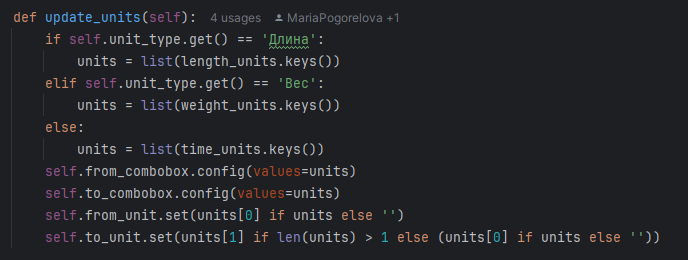 def update_units(self): 4 usages MariaPogorelova +1
    if self.unit_type.get() == 'Длина':
        units = list(length_units.keys())
    elif self.unit_type.get() == 'Вес':
        units = list(weight_units.keys())
    else:
        units = list(time_units.keys())
    self.from_combobox.config(values=units)
    self.to_combobox.config(values=units)
    self.from_unit.set(units[0] if units else '')
    self.to_unit.set(units[1] if len(units) > 1 else (units[0] if units else ''))